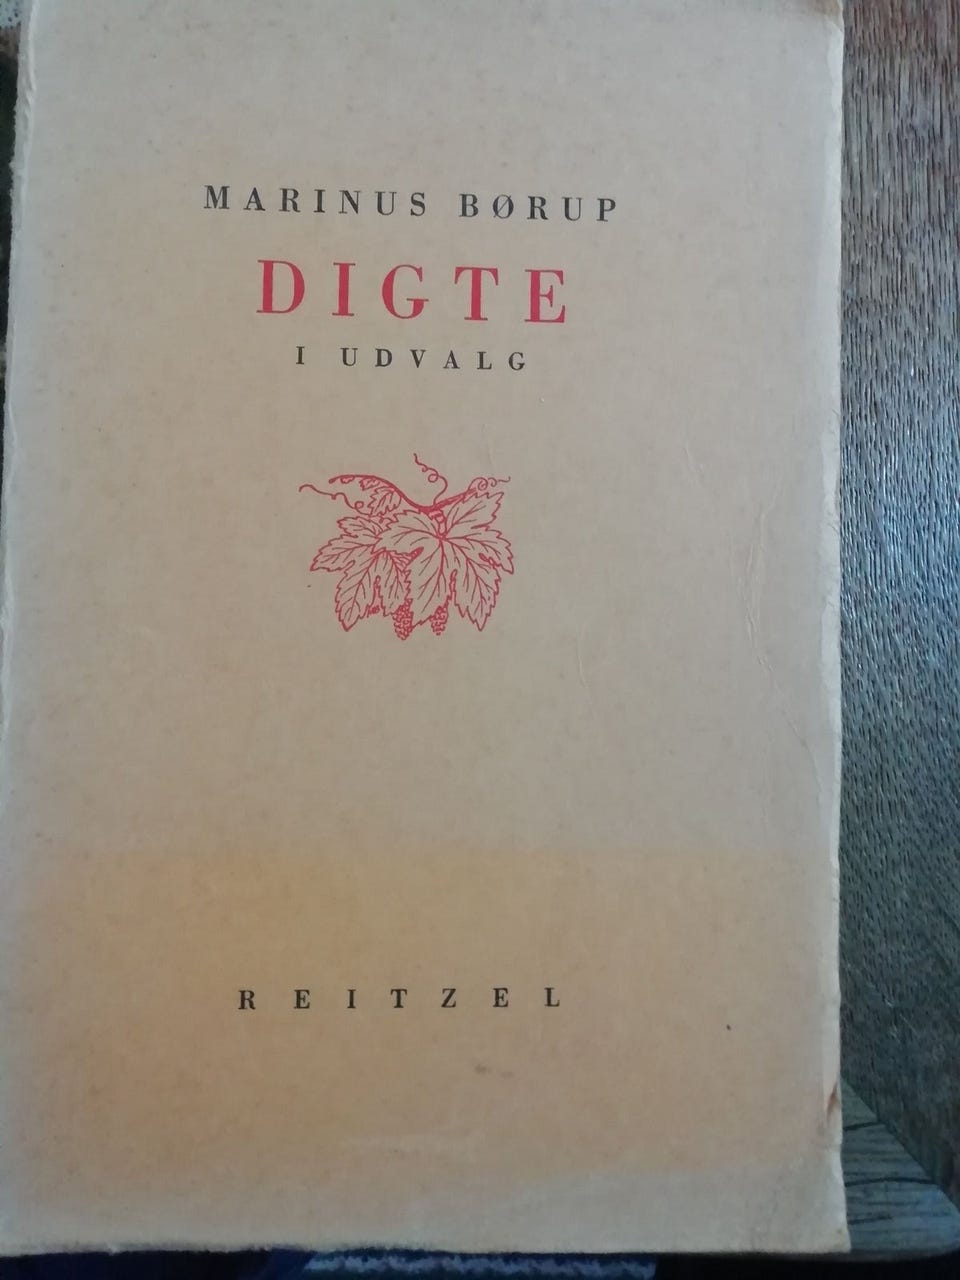 MARINUS BØRUP
DIGTE
I UDVALG
REITZEL